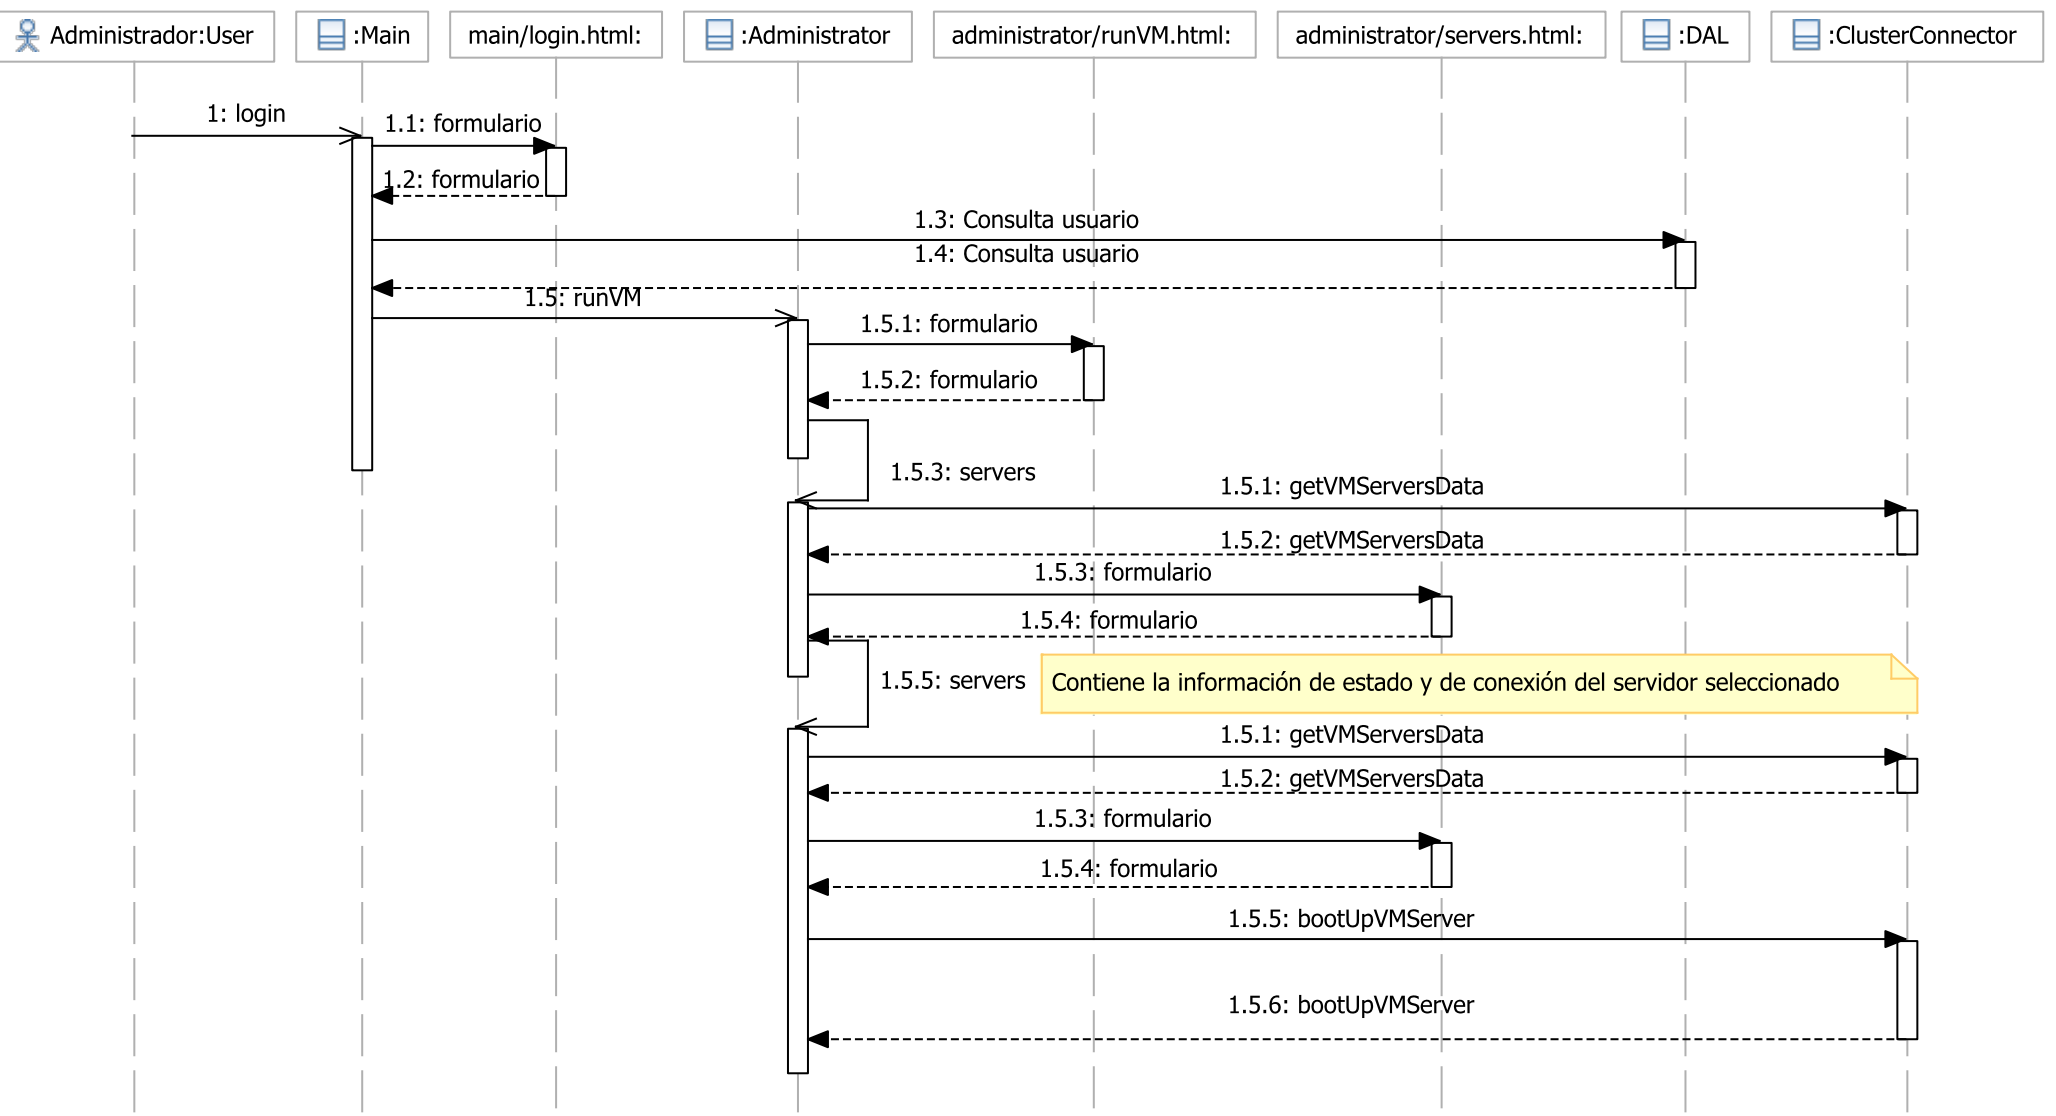 Administrador:User
:Main
main/login.html:
:Administrator
administrator/runVM.html:
administrator/servers.html:
:DAL
:ClusterConnector
1: login
1.1: formulario
1.2: formulario
1.3: Consulta usuario
1.4: Consulta usuario
1.5: runVM
1.5.1: formulario
1.5.2: formulario
1.5.3: servers
1.5.1: getVMServersData
1.5.2: getVMServersData
1.5.3: formulario
1.5.4: formulario
1.5.5: servers
Contiene la información de estado y de conexión del servidor seleccionado
1.5.1: getVMServersData
1.5.2: getVMServersData
1.5.3: formulario
1.5.4: formulario
1.5.5: bootUpVMServer
1.5.6: bootUpVMServer